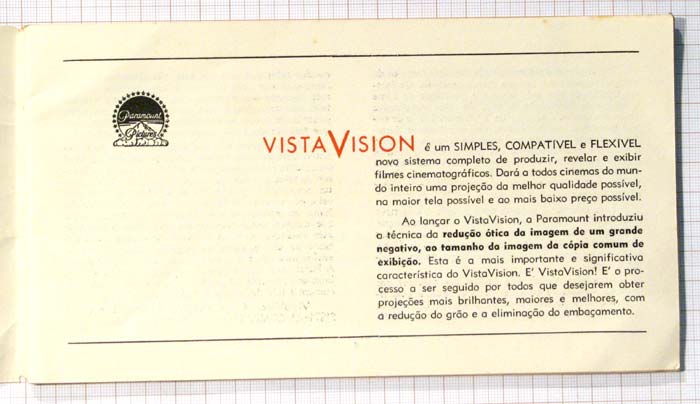 Paramount
Pictures
VISTAVISION é um SIMPLES, COMPATÍVEL e FLEXÍVEL
novo sistema completo de produzir, revelar e exibir
filmes cinematográficos. Dará a todos cinemas do mun-
do inteiro uma projeção da melhor qualidade possível,
na maior tela possível e ao mais baixo preço possível.
Ao lançar o VistaVision, a Paramount introduziu
a técnica da redução ótica da imagem de um grande
negativo, ao tamanho da imagem da cópia comum de
exibição. Esta é a mais importante e significativa
característica do VistaVision. E' VistaVision! E' o pro-
cesso a ser seguido por todos que desejarem obter
projeções mais brilhantes, maiores e melhores, com
a redução do grão e a eliminação do embaçamento.